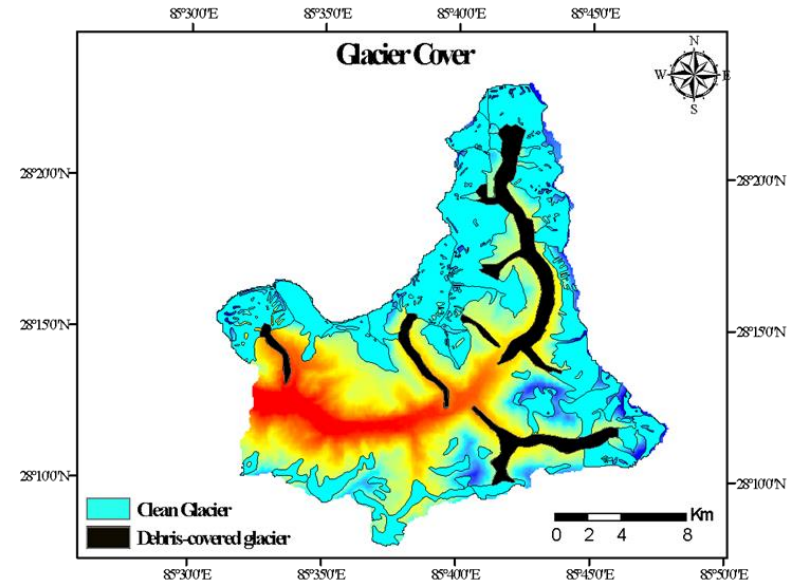 85°30'0"E 85°35'0"E 85°40'0"E 85°45'0"E
Glacier Cover
N
W E
S
28°20'0"N 28°20'0"N
28°15'0"N 28°15'0"N
28°10'0"N 28°10'0"N
Clean Glacier
Debris-covered glacier
Km
0 2 4 8
85°30'0"E 85°35'0"E 85°40'0"E 85°45'0"E 85°50'0"E